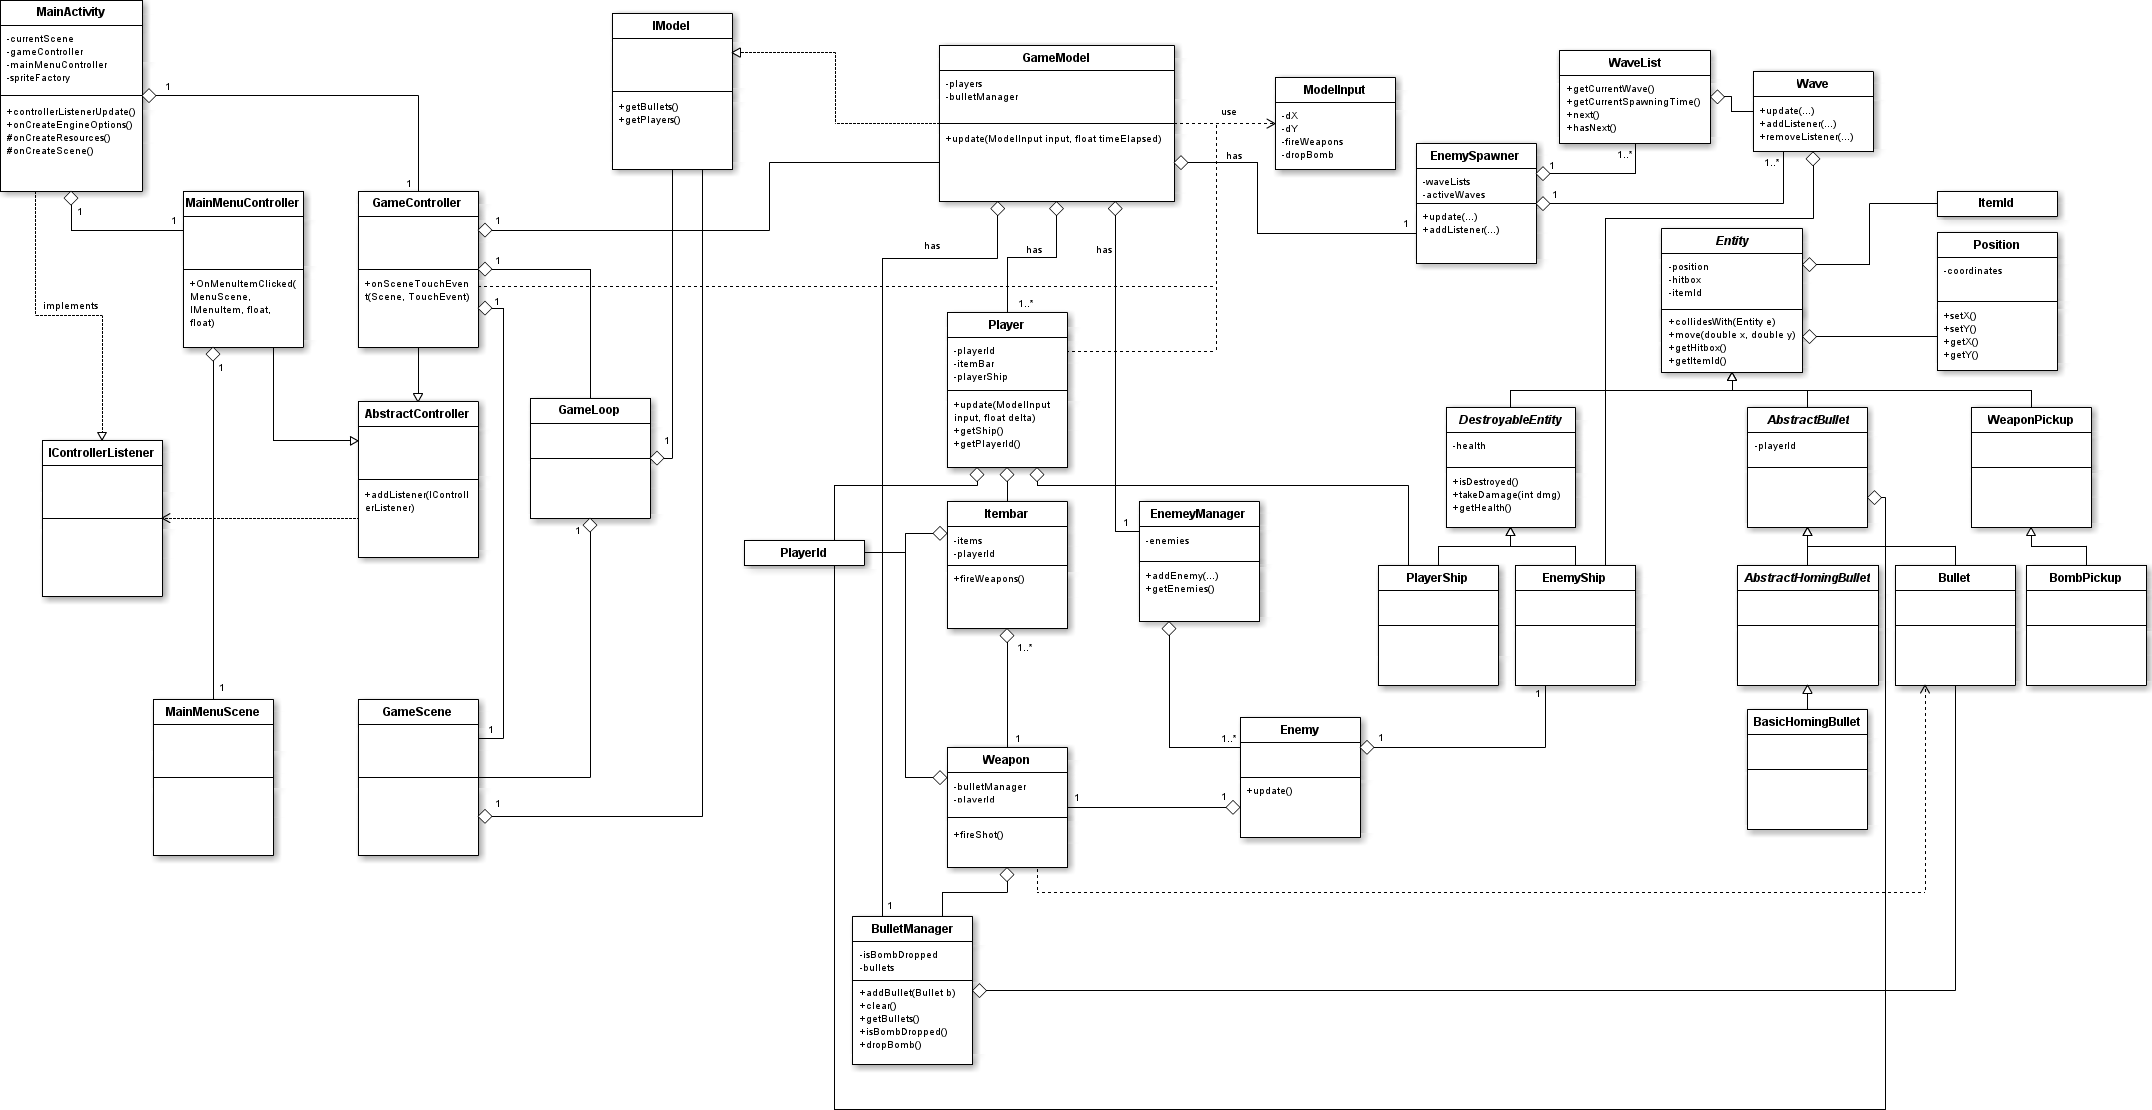 MainActivity
-currentScene
-gameController
-mainMenuController
-spriteFactory
+controllerListenerUpdate()
+onCreateEngineOptions()
#onCreateResources()
#onCreateScene()
1
1
1
1
implements
MainMenuController
+OnMenuItemClicked(
MenuScene,
IMenuItem, float,
float)
1
1
MainMenuScene
IControllerListener
GameController
+onSceneTouchEven
t(Scene, TouchEvent)
1
1
1
AbstractController
+addListener(IControll
erListener)
GameLoop
1
1
GameScene
1
1
IModel
+getBullets()
+getPlayers()
GameModel
-players
-bulletManager
+update(ModelInput input, float timeElapsed)
use
has
has
has
has
ModelInput
-dX
-dY
-fireWeapons
-dropBomb
EnemySpawner
-waveLists
-activeWaves
+update(...)
+addListener(...)
1
1
1
WaveList
+getCurrentWave()
+getCurrentSpawningTime()
+next()
+hasNext()
1..*
Wave
+update(...)
+addListener(...)
+removeListener(...)
1..*
ItemId
Entity
-position
-hitbox
-itemId
+collidesWith(Entity e)
+move(double x, double y)
+getHitbox()
+getItemId()
Position
-coordinates
+setX()
+setY()
+getX()
+getY()
1..*
Player
-playerId
-itemBar
-playerShip
+update(ModelInput
input, float delta)
+getShip()
+getPlayerId()
DestroyableEntity
-health
+isDestroyed()
+takeDamage(int dmg)
+getHealth()
AbstractBullet
-playerId
WeaponPickup
PlayerId
Itembar
-items
-playerId
+fireWeapons()
1..*
1
1
EnemeyManager
-enemies
+addEnemy(...)
+getEnemies()
PlayerShip
EnemyShip
1
AbstractHomingBullet
Bullet
BombPickup
BasicHomingBullet
Weapon
-bulletManager
-playerId
+fireShot()
1
1
1..*
Enemy
+update()
1
1
BulletManager
-isBombDropped
-bullets
+addBullet(Bullet b)
+clear()
+getBullets()
+isBombDropped()
+dropBomb()